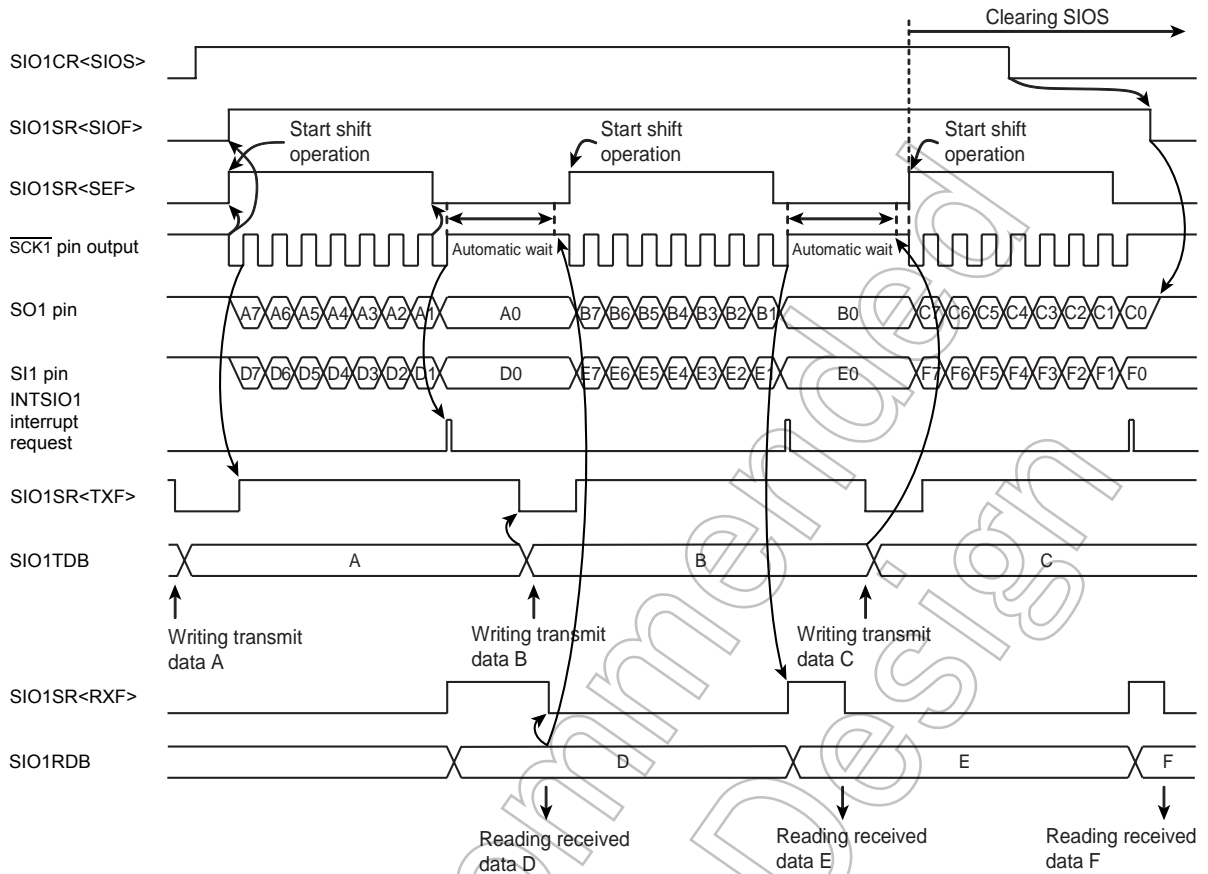 Clearing SIOS
SIO1CR<SIOS>
SIO1SR<SIOF>
Start shift
operation
Start shift
operation
Start shift
operation
SIO1SR<SEF>
SCK1 pin output
Automatic wait
Automatic wait
SO1 pin
A7 A6 A5 A4 A3 A2 A1 A0 B7 B6 B5 B4 B3 B2 B1 B0 C7 C6 C5 C4 C3 C2 C1 C0
SI1 pin
D7 D6 D5 D4 D3 D2 D1 D0 E7 E6 E5 E4 E3 E2 E1 E0 F7 F6 F5 F4 F3 F2 F1 F0
INTSIO1
interrupt
request
SIO1SR<TXF>
SIO1TDB
A B C
Writing transmit
data A
Writing transmit
data B
Writing transmit
data C
SIO1SR<RXF>
SIO1RDB
D E F
Reading received
data D
Reading received
data E
Reading received
data F
ommended
Design